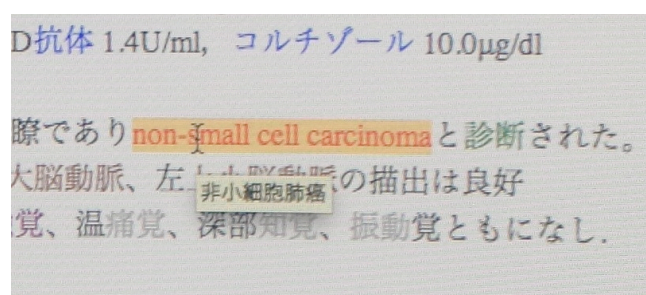 D抗体 1.4U/ml, コルチゾール 10.0μg/dl
瞭であり non-small cell carcinoma と診断された。
大脳動脈、左 の描出は良好
非小細胞肺癌
覚、温痛覚、深部知覚、振動覚ともになし.